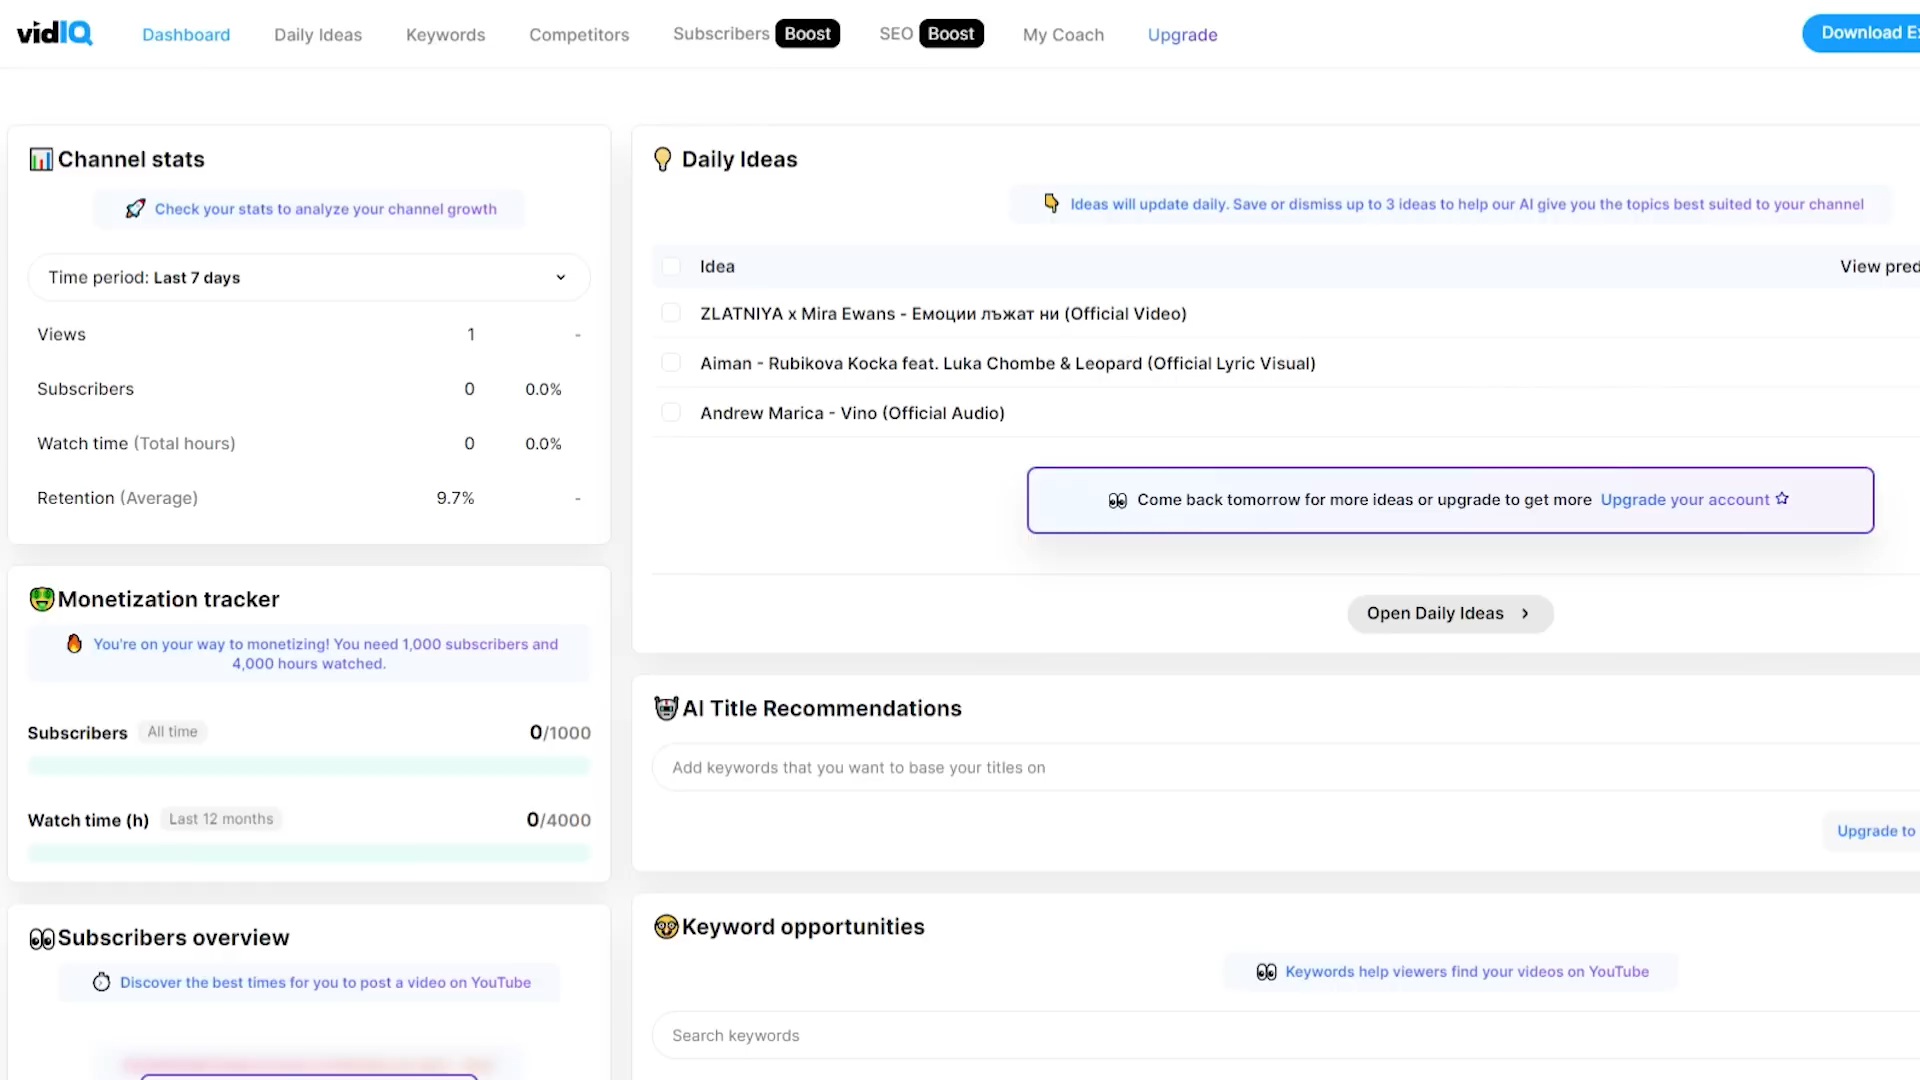 vidIQ
Dashboard
Daily Ideas
Keywords
Competitors
Subscribers Boost
SEO Boost
My Coach
Upgrade
Download
Channel stats
Check your stats to analyze your channel growth
Time period: Last 7 days
Views 1 -
Subscribers 0 0.0%
Watch time (Total hours) 0 0.0%
Retention (Average) 9.7% -
Monetization tracker
You're on your way to monetizing! You need 1,000 subscribers and
4,000 hours watched.
Subscribers All time 0/1000
Watch time (h) Last 12 months 0/4000
Subscribers overview
Discover the best times for you to post a video on YouTube
Daily Ideas
Ideas will update daily. Save or dismiss up to 3 ideas to help our AI give you the topics best suited to your channel
Idea View
ZLATNIYA x Mira Ewans - Емоции лъжат ни (Official Video)
Aiman - Rubikova Kocka feat. Luka Chombe & Leopard (Official Lyric Visual)
Andrew Marica - Vino (Official Audio)
Come back tomorrow for more ideas or upgrade to get more Upgrade your account
Open Daily Ideas
AI Title Recommendations
Add keywords that you want to base your titles on
Upgrade to
Keyword opportunities
Keywords help viewers find your videos on YouTube
Search keywords